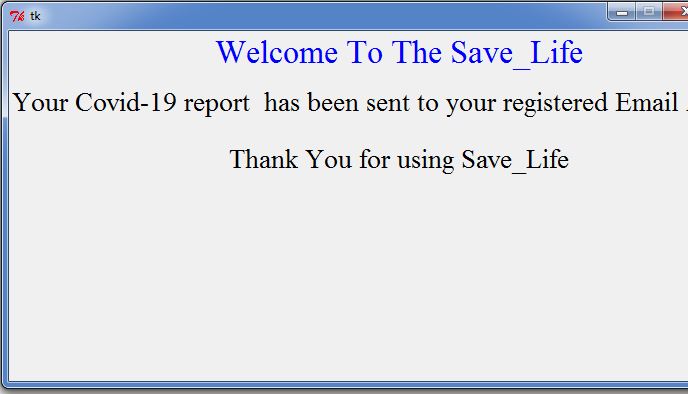 tk
Welcome To The Save_Life
Your Covid-19 report  has been sent to your registered Email
Thank You for using Save_Life